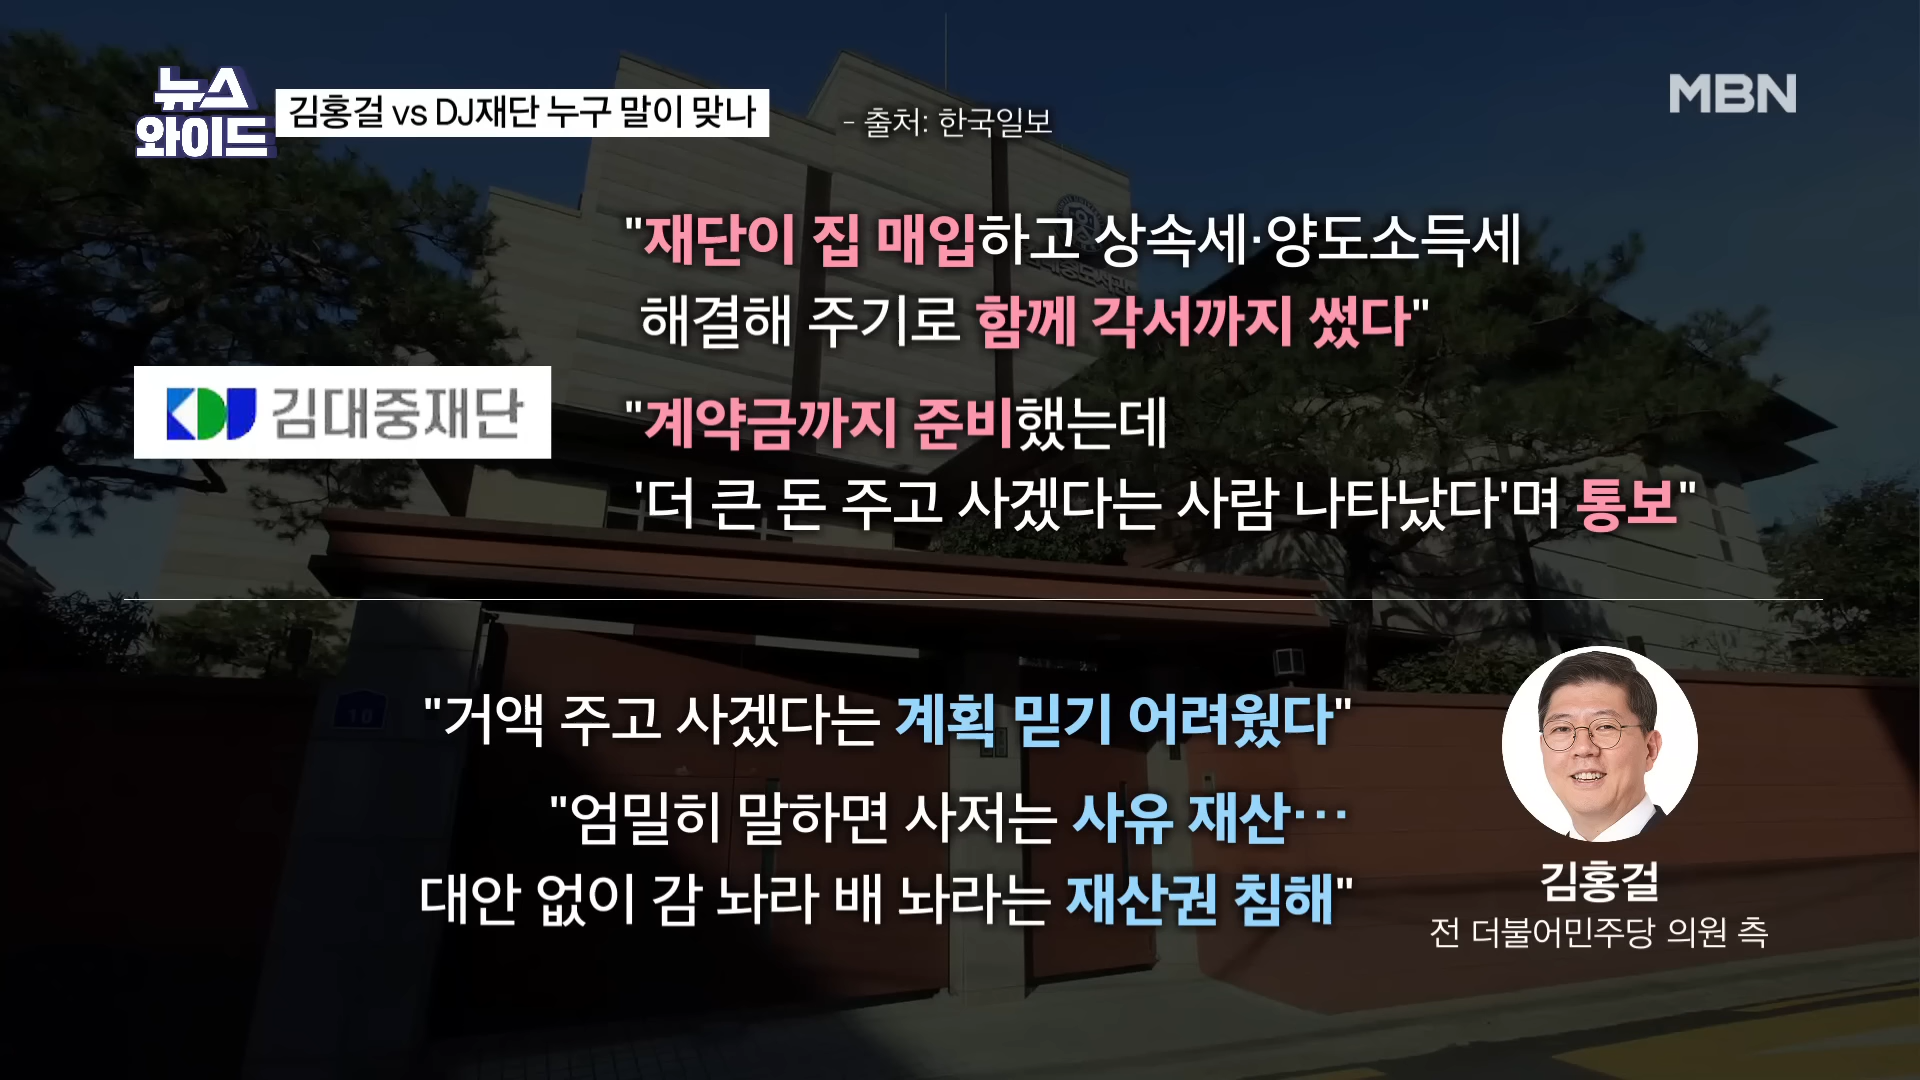 뉴스
와이드
김홍걸 vs DJ재단 누구 말이 맞나
- 출처: 한국일보
MBN
"재단이 집 매입하고 상속세·양도소득세
해결해 주기로 함께 각서까지 썼다"
KDJ 김대중재단
"계약금까지 준비했는데
'더 큰 돈 주고 사겠다는 사람 나타났다'며 통보"
"거액 주고 사겠다는 계획 믿기 어려웠다"
"엄밀히 말하면 사저는 사유 재산…
대안 없이 감 놔라 배 놔라는 재산권 침해"
김홍걸
전 더불어민주당 의원 측
10